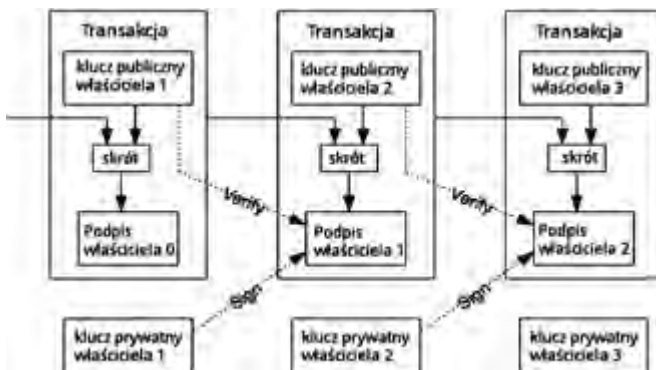 Transakcja
klucz publiczny
właściciela 1
skrót
Podpis
właściciela 0
klucz prywatny
właściciela 1
Transakcja
klucz publiczny
właściciela 2
skrót
Verify
Podpis
właściciela 1
Sign
klucz prywatny
właściciela 2
Transakcja
klucz publiczny
właściciela 3
skrót
Verify
Podpis
właściciela 2
Sign
klucz prywatny
właściciela 3